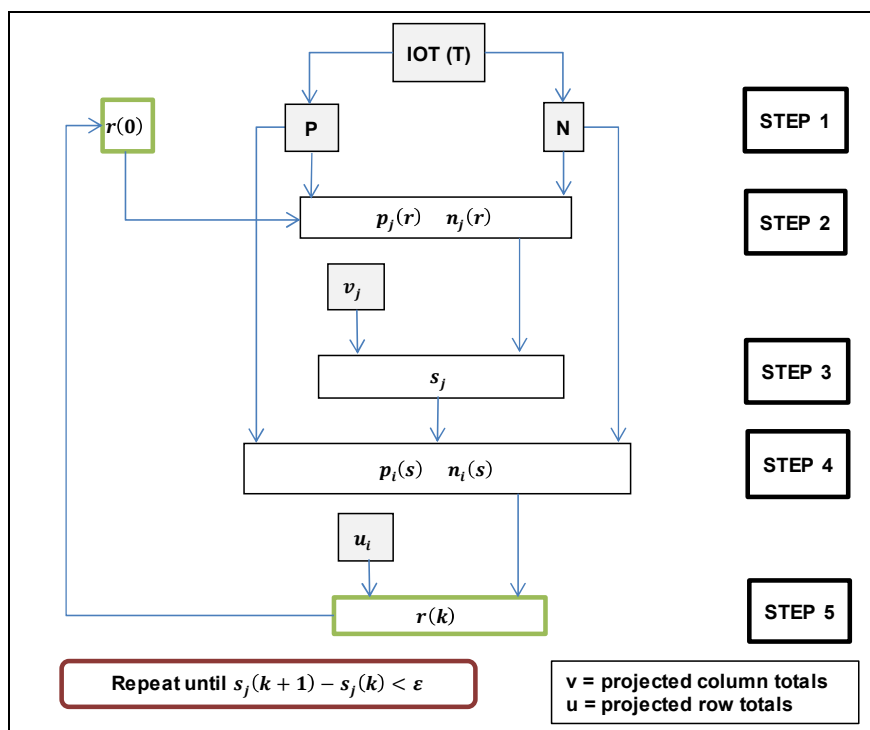 IOT (T)
r(0)
P
N
STEP 1
p_j(r) n_j(r)
STEP 2
v_j
s_j
STEP 3
p_i(s) n_i(s)
STEP 4
u_i
r(k)
STEP 5
Repeat until s_j(k + 1) − s_j(k) < ε
v = projected column totals
u = projected row totals